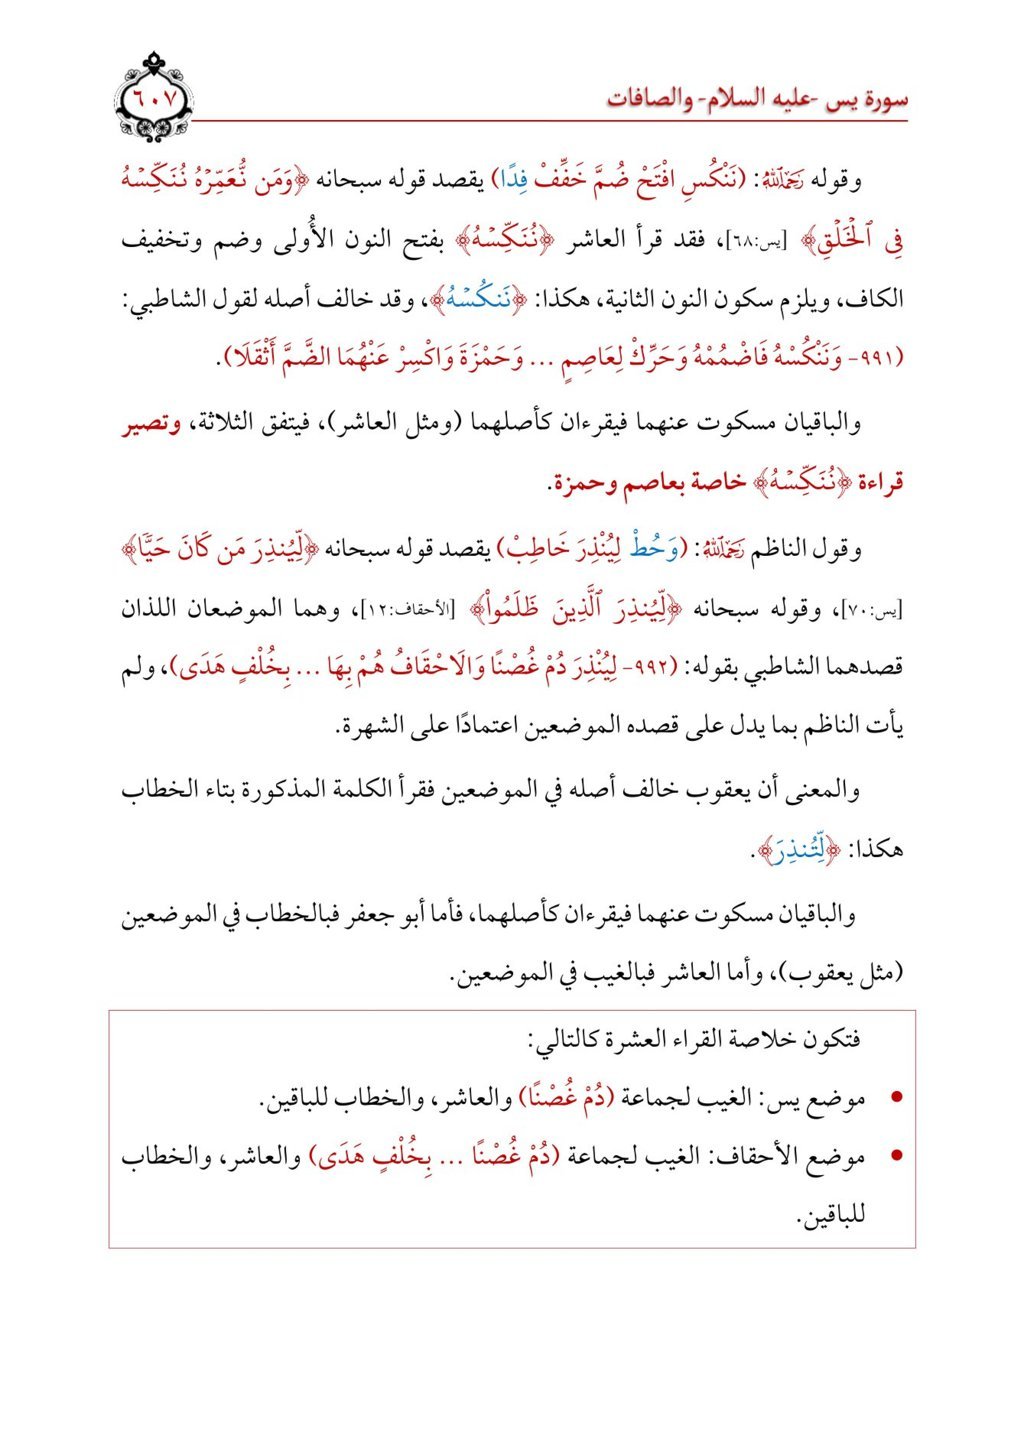 سورة يس -عليه السلام- والصافات
٦٠٧
وقوله رَحِمَهُ ٱللَّهُ: (نَنْكُسِ افْتَحْ ضُمَّ خَفِّفْ فِدًا) يقصد قوله سبحانه ﴿وَمَن نُّعَمِّرۡهُ نُنَكِّسۡهُ
فِي ٱلۡخَلۡقِ﴾ [يس:٦٨]، فقد قرأ العاشر ﴿نُنَكِّسۡهُ﴾ بفتح النون الأُولى وضم وتخفيف
الكاف، ويلزم سكون النون الثانية، هكذا: ﴿نَنكُسۡهُ﴾، وقد خالف أصله لقول الشاطبي:
(٩٩١- وَنَنْكُسْهُ فَاضْمُمْهُ وَحَرِّكْ لِعَاصِمٍ ... وَحَمْزَةَ وَاكْسِرْ عَنْهُمَا الضَّمَّ أَثْقَلَا).
والباقيان مسكوت عنهما فيقرءان كأصلهما (ومثل العاشر)، فيتفق الثلاثة، وتصير
قراءة ﴿نُنَكِّسۡهُ﴾ خاصة بعاصم وحمزة.
وقول الناظم رَحِمَهُ ٱللَّهُ: (وَحُطْ لِيُنْذِرَ خَاطِبْ) يقصد قوله سبحانه ﴿لِّيُنذِرَ مَن كَانَ حَيّٗا﴾
[يس:٧٠]، وقوله سبحانه ﴿لِّيُنذِرَ ٱلَّذِينَ ظَلَمُواْ﴾ [الأحقاف:١٢]، وهما الموضعان اللذان
قصدهما الشاطبي بقوله: (٩٩٢- لِيُنْذِرَ دُمْ غُصْنًا وَالَاحْقَافُ هُمْ بِهَا ... بِخُلْفٍ هَدَى)، ولم
يأت الناظم بما يدل على قصده الموضعين اعتمادًا على الشهرة.
والمعنى أن يعقوب خالف أصله في الموضعين فقرأ الكلمة المذكورة بتاء الخطاب
هكذا: ﴿لِّتُنذِرَ﴾.
والباقيان مسكوت عنهما فيقرءان كأصلهما، فأما أبو جعفر فبالخطاب في الموضعين
(مثل يعقوب)، وأما العاشر فبالغيب في الموضعين.
فتكون خلاصة القراء العشرة كالتالي:
• موضع يس: الغيب لجماعة (دُمْ غُصْنًا) والعاشر، والخطاب للباقين.
• موضع الأحقاف: الغيب لجماعة (دُمْ غُصْنًا ... بِخُلْفٍ هَدَى) والعاشر، والخطاب
للباقين.